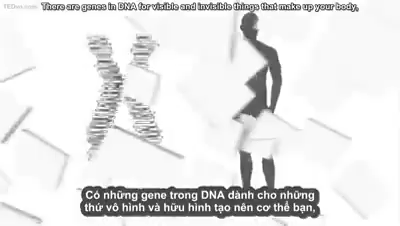 TEDEd.com
There are genes in DNA for visible and invisible things that make up your body,
Có những gene trong DNA dành cho những
thứ vô hình và hữu hình tạo nên cơ thể bạn,